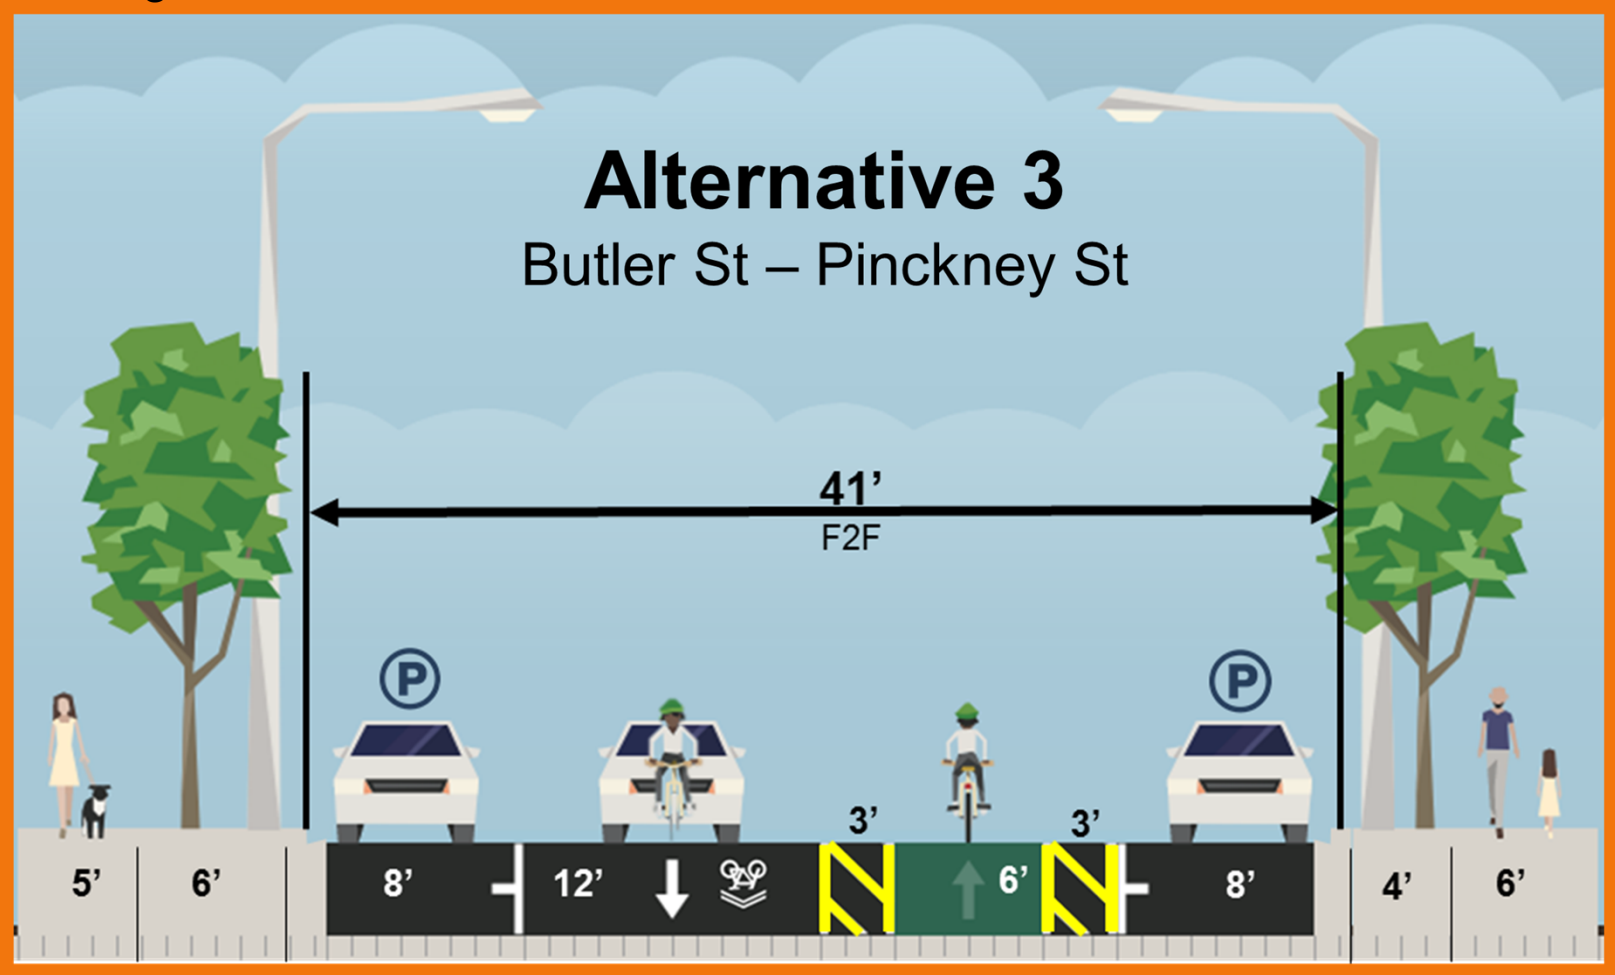 Alternative 3
Butler St – Pinckney St
41’
F2F
P
P
3’
3’
5’
6’
8’
12’
6’
8’
4’
6’